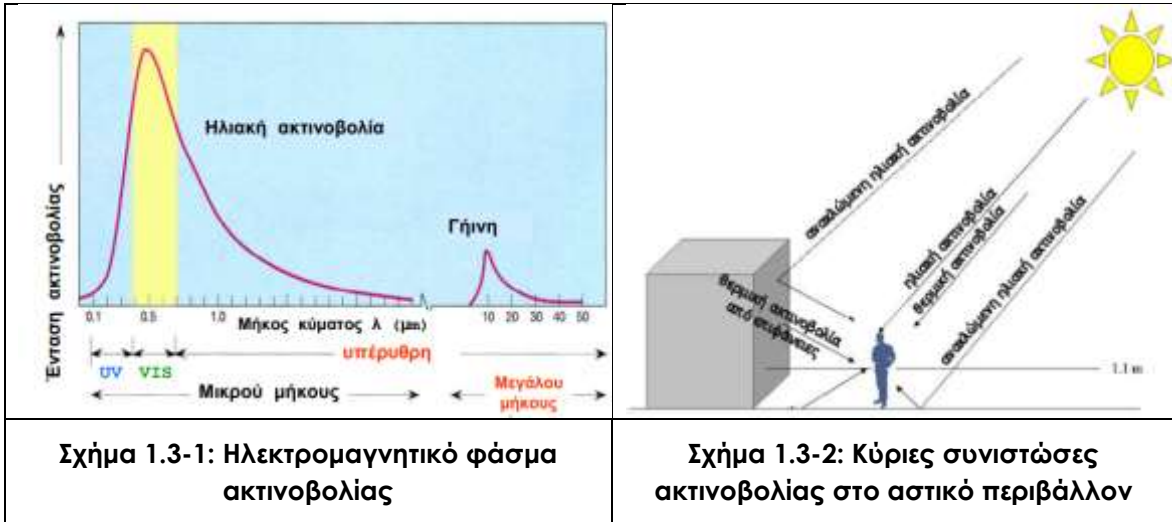 Ένταση ακτινοβολίας
Ηλιακή ακτινοβολία
Γήινη
0.1 0.5 1.0 10 20 30 40 50
Μήκος κύματος λ (μm)
UV VIS υπέρυθρη
Μικρού μήκους
Μεγάλου
μήκους
ανακλώμενη ηλιακή ακτινοβολία
ηλιακή ακτινοβολία
θερμική ακτινοβολία
ανακλώμενη ηλιακή ακτινοβολία
θερμική ακτινοβολία
από επιφάνειες
1.1 m
Σχήμα 1.3-1: Ηλεκτρομαγνητικό φάσμα
ακτινοβολίας
Σχήμα 1.3-2: Κύριες συνιστώσες
ακτινοβολίας στο αστικό περιβάλλον